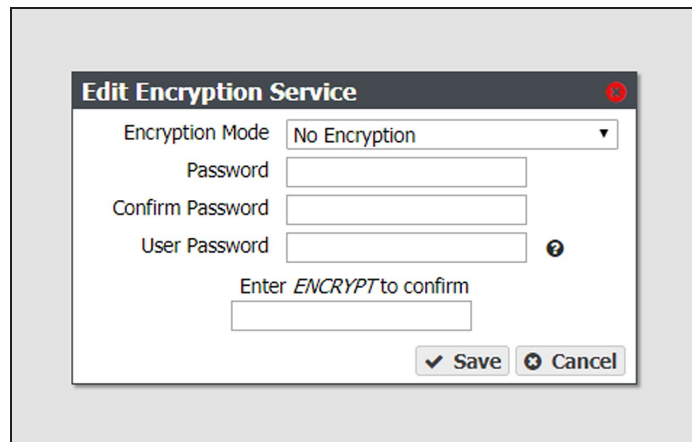 Edit Encryption Service
Encryption Mode No Encryption
Password
Confirm Password
User Password
Enter ENCRYPT to confirm
Save Cancel